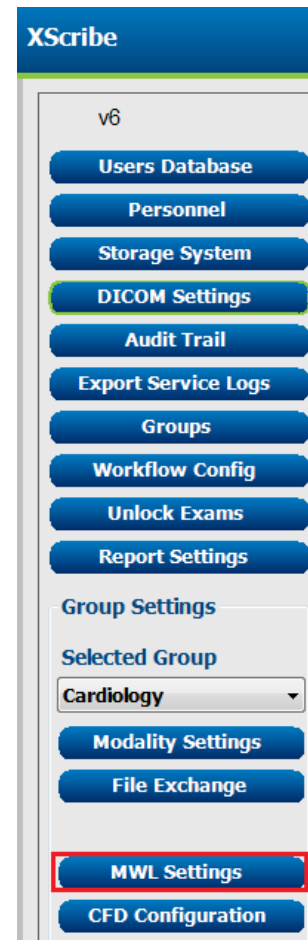 XScribe
v6
Users Database
Personnel
Storage System
DICOM Settings
Audit Trail
Export Service Logs
Groups
Workflow Config
Unlock Exams
Report Settings
Group Settings
Selected Group
Cardiology
Modality Settings
File Exchange
MWL Settings
CFD Configuration